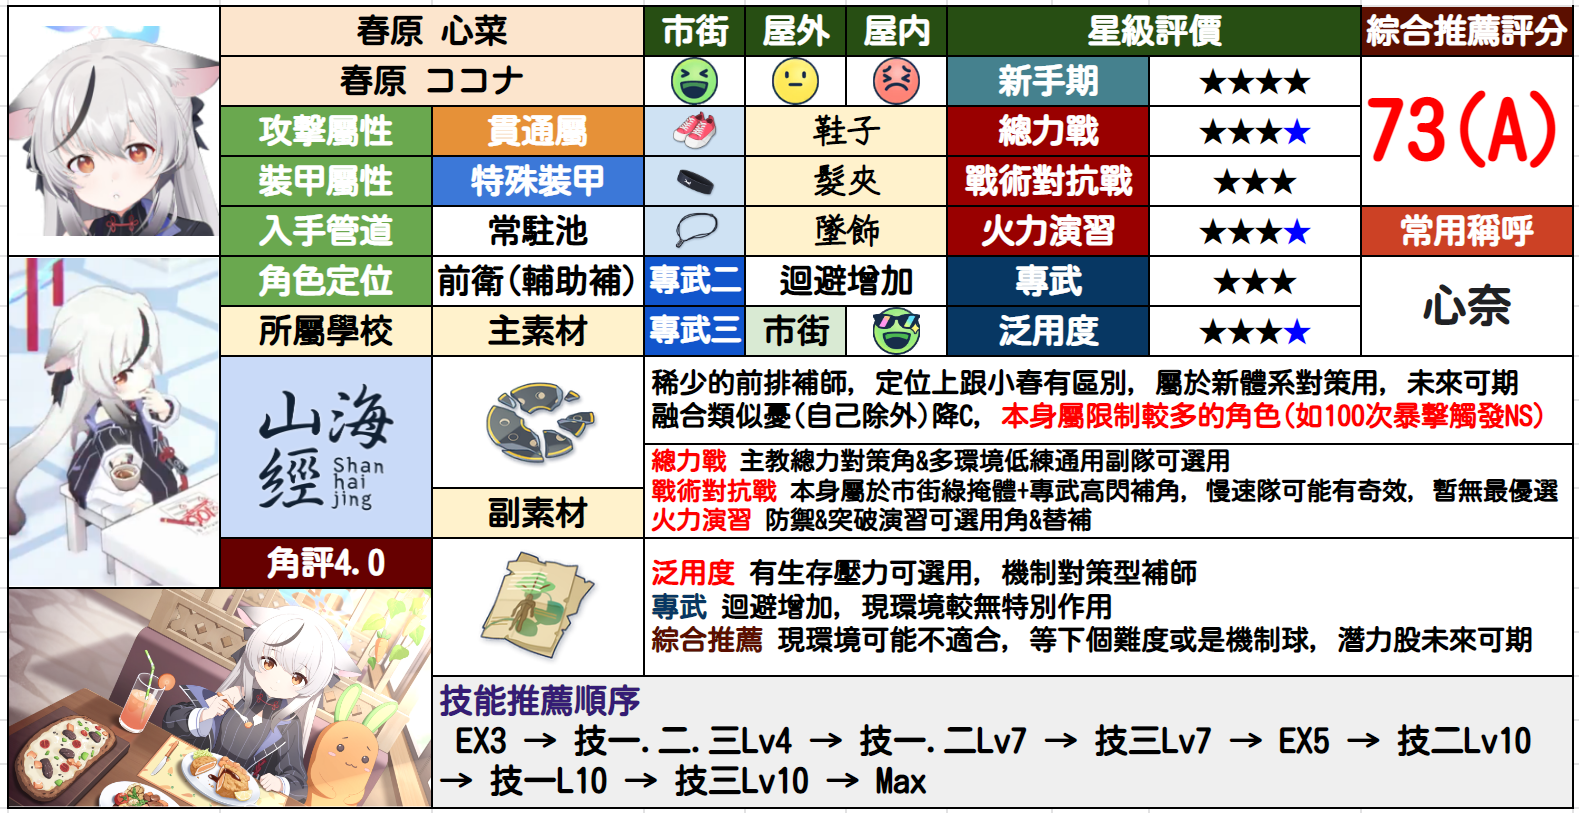 春原 心菜
市街
屋外
屋内
星級評價
綜合推薦評分
春原 ココナ
新手期
★★★★
73(A)
攻擊屬性
貫通屬
鞋子
總力戰
★★★★
裝甲屬性
特殊裝甲
髮夾
戰術對抗戰
★★★
入手管道
常駐池
墜飾
火力演習
★★★★
常用稱呼
角色定位
前衛(輔助補)
專武二
迴避增加
專武
★★★
心奈
所屬學校
主素材
專武三
市街
泛用度
★★★★
山海
經
Shan
hai
jing
稀少的前排補師, 定位上跟小春有區別, 屬於新體系對策用, 未來可期
融合類似憂(自己除外)降C, 本身屬限制較多的角色(如100次暴擊觸發NS)
總力戰 主教總力對策角&多環境低練通用副隊可選用
戰術對抗戰 本身屬於市街綠掩體+專武高閃補角, 慢速隊可能有奇效, 暫無最優選
火力演習 防禦&突破演習可選用角&替補
副素材
角評4.0
泛用度 有生存壓力可選用, 機制對策型補師
專武 迴避增加, 現環境較無特別作用
綜合推薦 現環境可能不適合, 等下個難度或是機制球, 潛力股未來可期
技能推薦順序
EX3 → 技一.二.三Lv4 → 技一.二Lv7 → 技三Lv7 → EX5 → 技二Lv10
→ 技一L10 → 技三Lv10 → Max